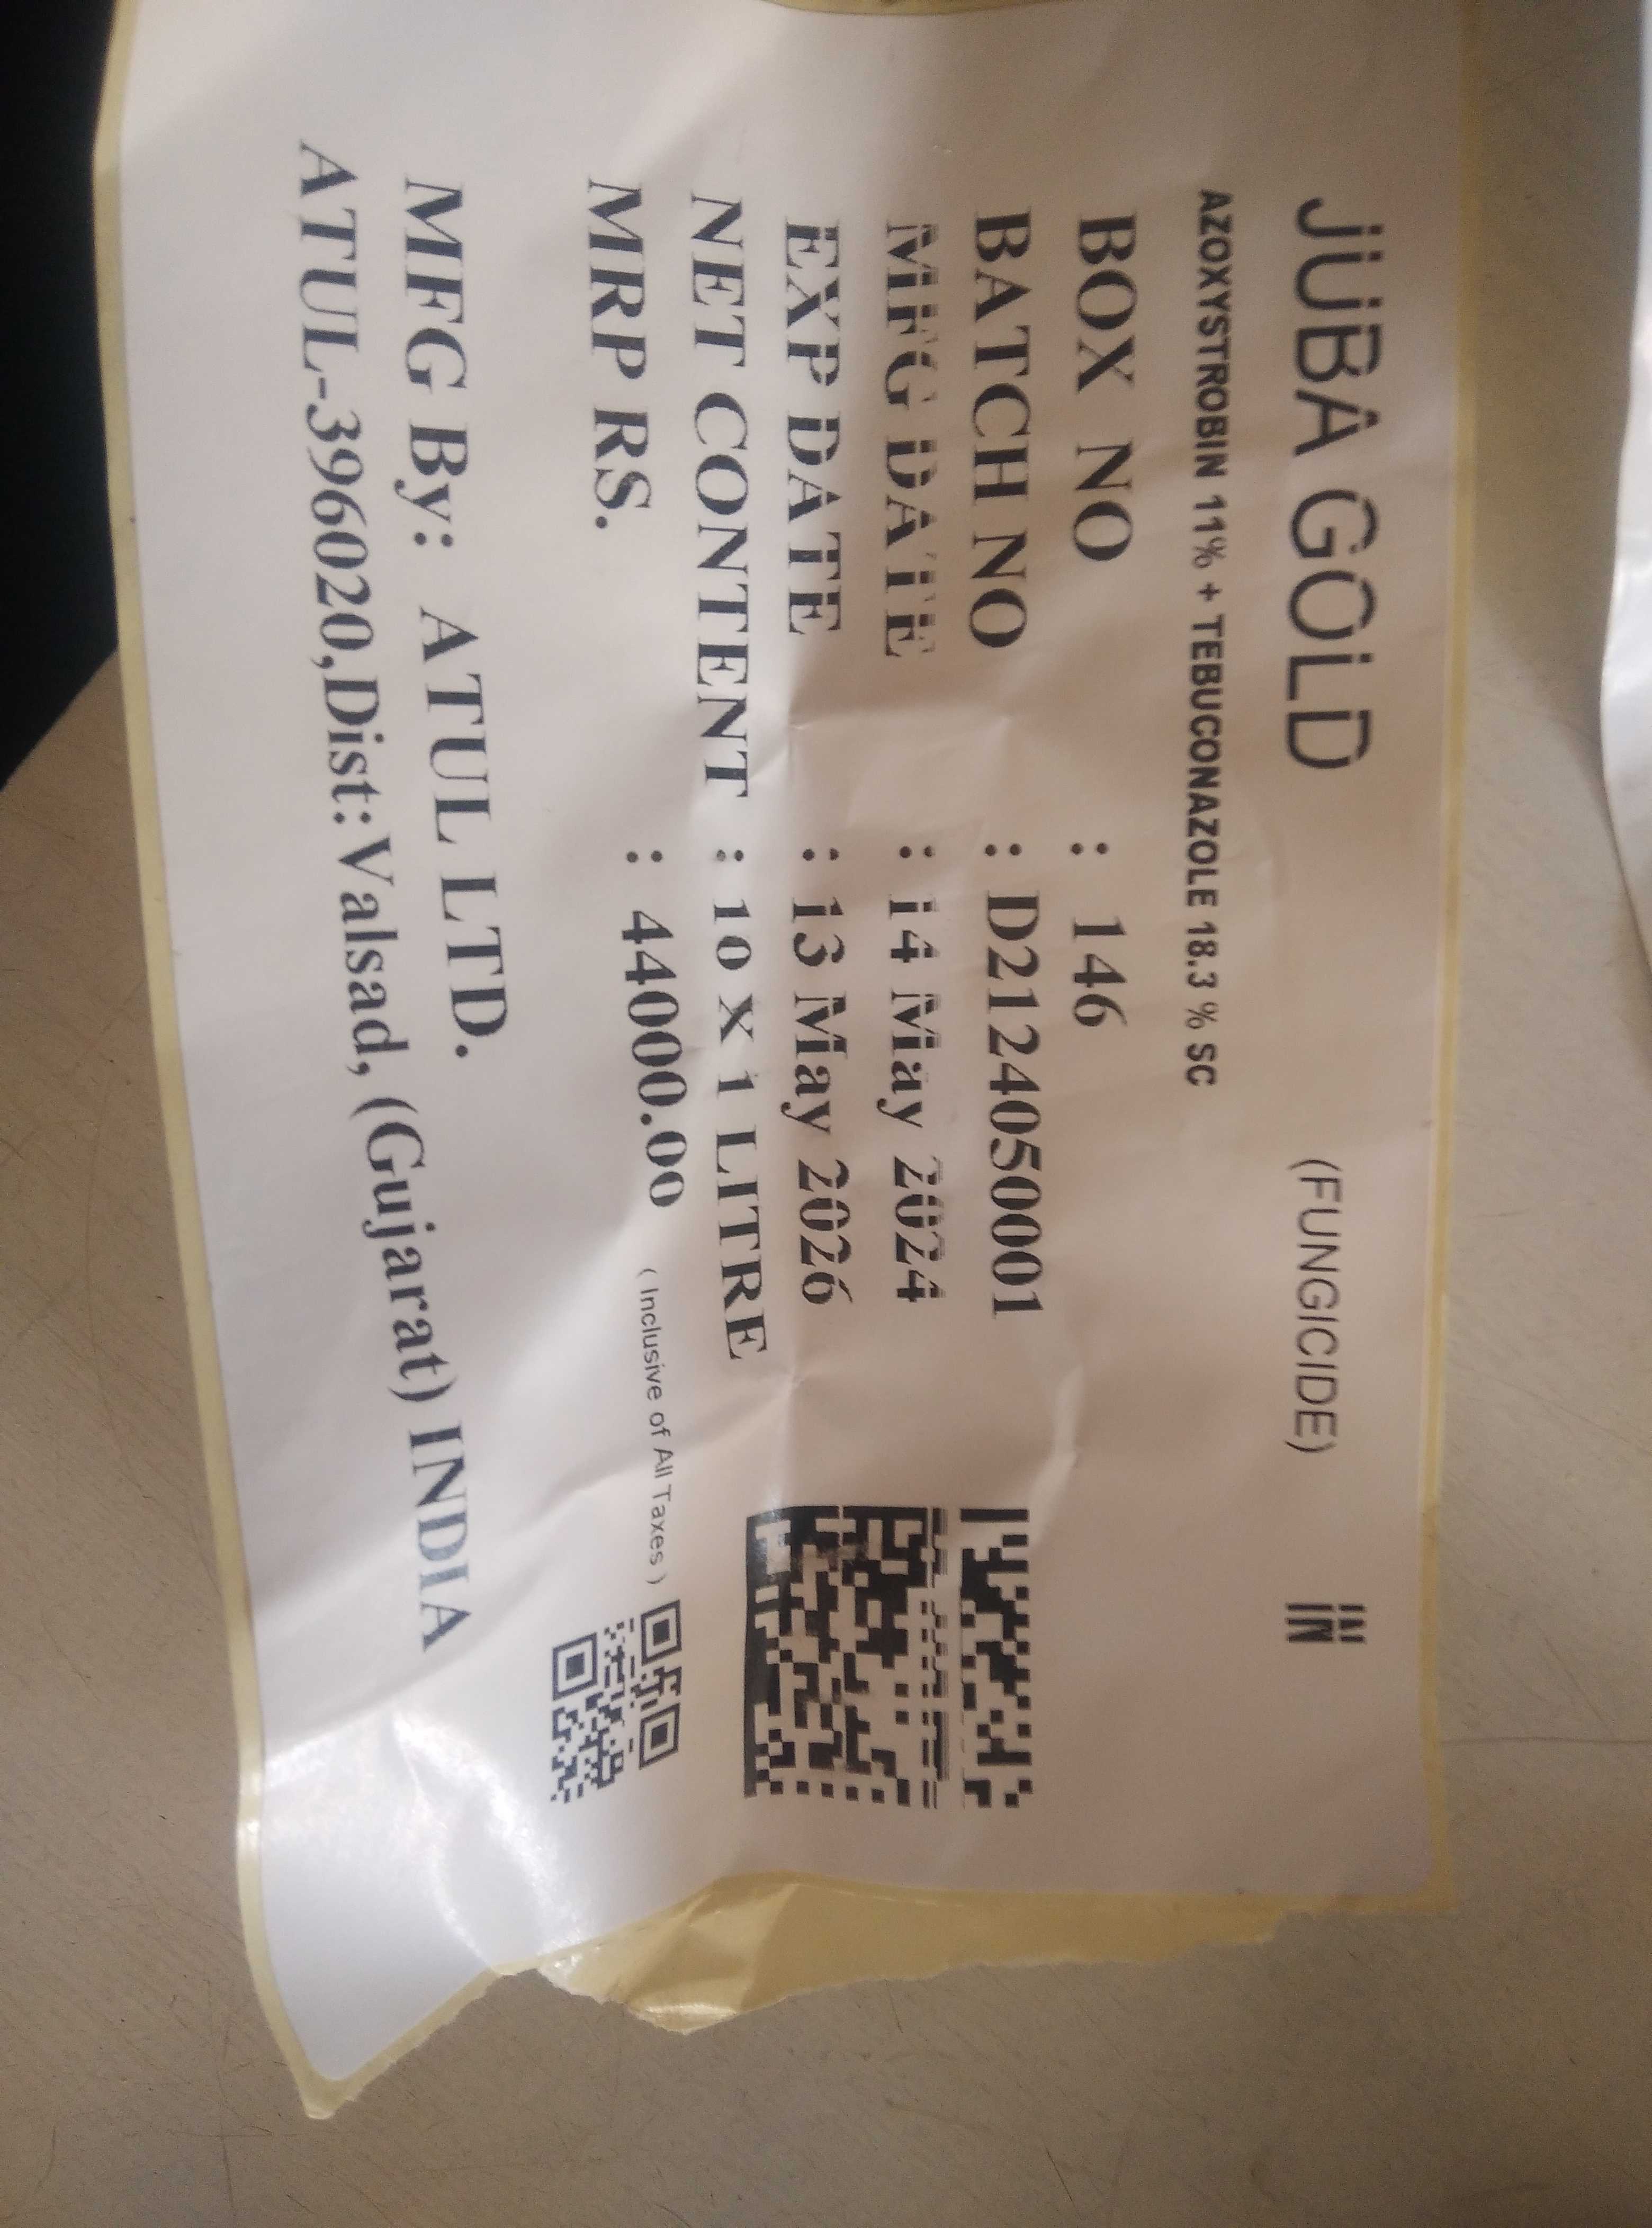 JUBA GOLD (FUNGICIDE) IN
AZOXYSTROBIN 11% + TEBUCONAZOLE 18.3 % SC
BOX NO : 146
BATCH NO : D2124050001
MFG DATE : 14 May 2024
EXP DATE : 13 May 2026
NET CONTENT : 10 X 1 LITRE
MRP RS. : 44000.00 ( Inclusive of All Taxes )
MFG By: ATUL LTD.
ATUL-396020,Dist:Valsad, (Gujarat) INDIA